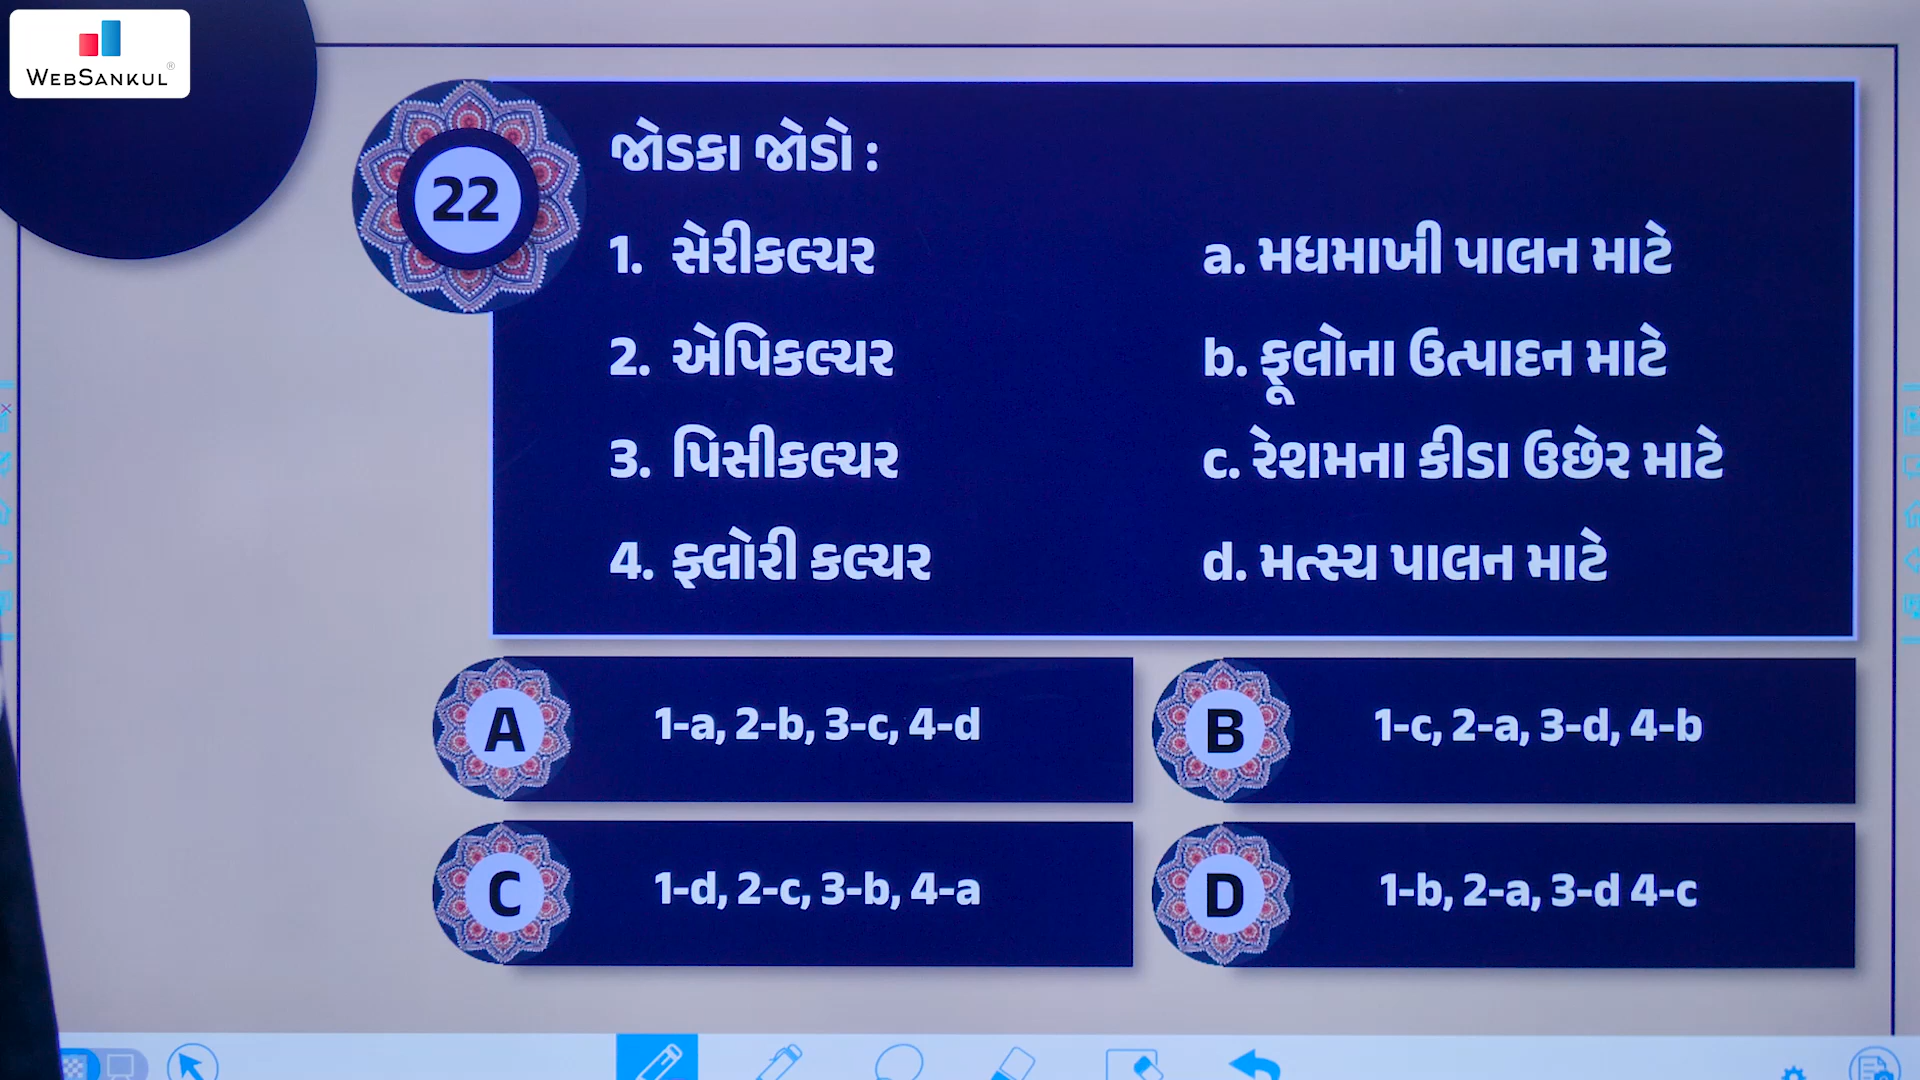 WEBSANKUL®
22
જોડકા જોડો :
1. સેરીકલ્ચર
a. મધમાખી પાલન માટે
2. એપિકલ્ચર
b. ફૂલોના ઉત્પાદન માટે
3. પિસીકલ્ચર
c. રેશમના કીડા ઉછેર માટે
4. ફ્લોરી કલ્ચર
d. મત્સ્ય પાલન માટે
A 1-a, 2-b, 3-c, 4-d
B 1-c, 2-a, 3-d, 4-b
C 1-d, 2-c, 3-b, 4-a
D 1-b, 2-a, 3-d 4-c